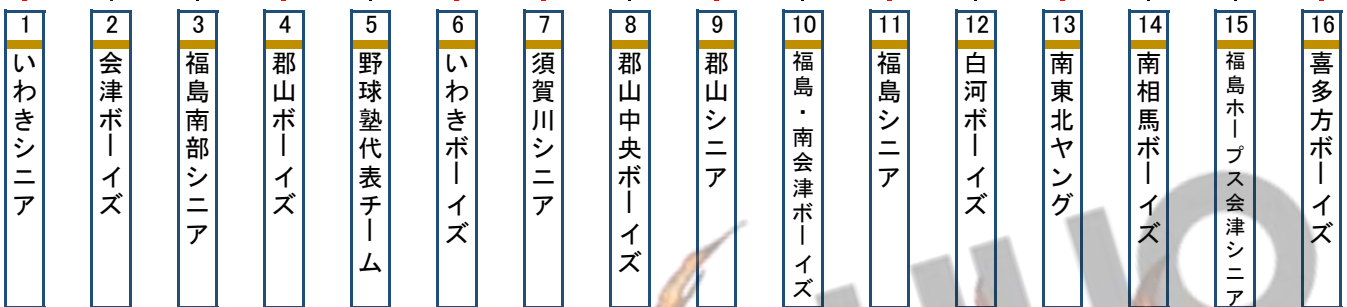 1
いわきシニア
2
会津ボーイズ
3
福島南部シニア
4
郡山ボーイズ
5
野球塾代表チーム
6
いわきボーイズ
7
須賀川シニア
8
郡山中央ボーイズ
9
郡山シニア
10
福島・南会津ボーイズ
11
福島シニア
12
白河ボーイズ
13
南東北ヤング
14
南相馬ボーイズ
15
福島ホープス会津シニア
16
喜多方ボーイズ